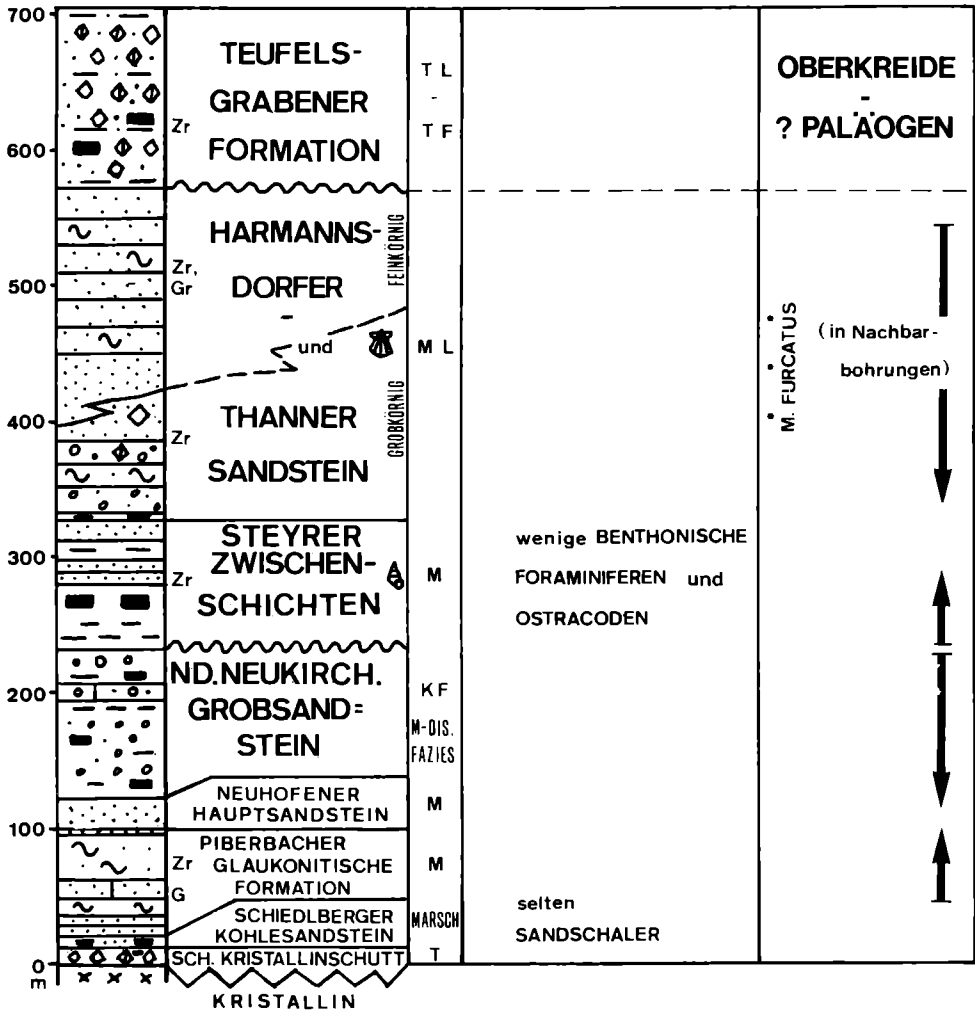 700
600
500
400
300
200
100
0
m
Zr
Zr,
Gr
Zr
Zr
Zr
G
TEUFELS-
GRABENER
FORMATION
HARMANNS-
DORFER
-
und
THANNER
SANDSTEIN
FEINKÖRNIG
GROBKÖRNIG
STEYRER
ZWISCHEN-
SCHICHTEN
ND.NEUKIRCH.
GROBSAND=
STEIN
NEUHOFENER
HAUPTSANDSTEIN
PIBERBACHER
GLAUKONITISCHE
FORMATION
SCHIEDLBERGER
KOHLESANDSTEIN
SCH. KRISTALLINSCHUTT
KRISTALLIN
T L
-
T F
M L
M
KF
M-DIS.
FAZIES
M
M
MARSCH
T
wenige BENTHONISCHE
FORAMINIFEREN und
OSTRACODEN
selten
SANDSCHALER
OBERKREIDE
-
? PALÄOGEN
M. FURCATUS
(in Nachbar-
bohrungen)